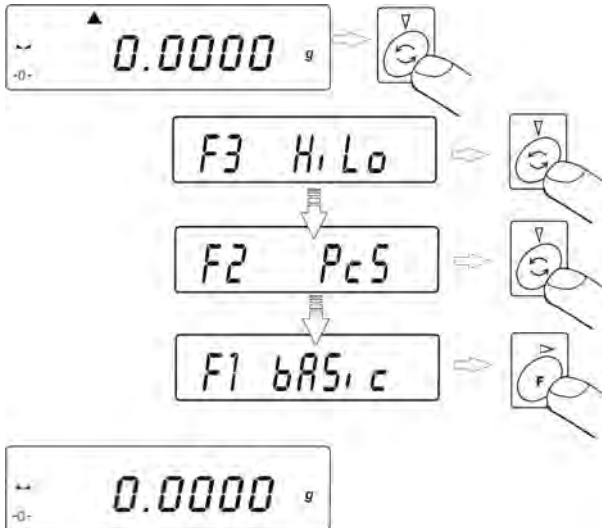 -0- 0.0000 g
F3 HiLo
F2 PcS
F1 bASic
F
-0- 0.0000 g